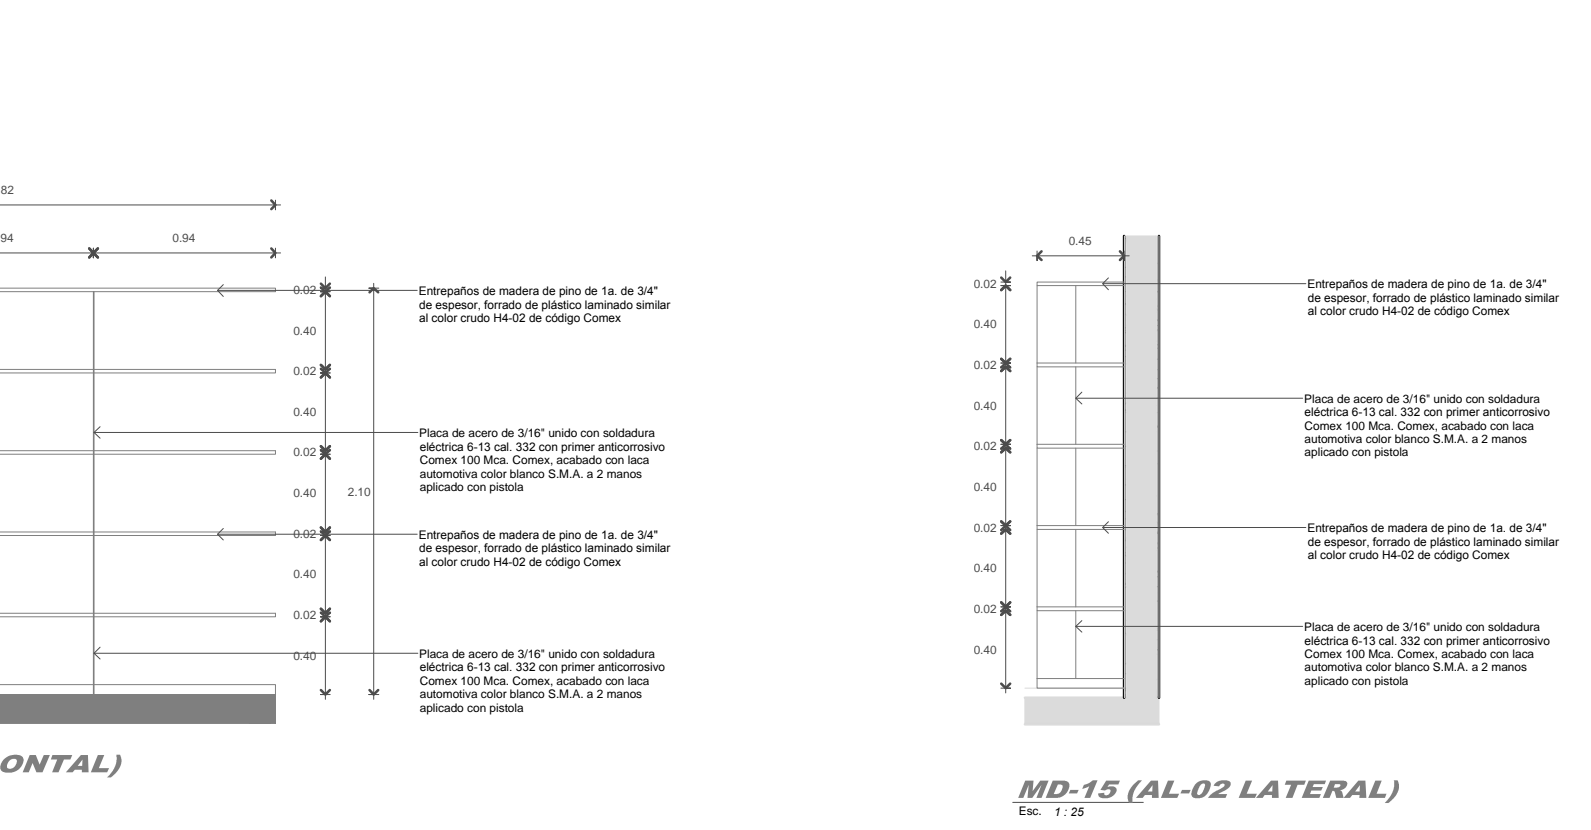 82
94
0.94
0.02
0.40
0.02
0.40
0.02
0.40
2.10
0.02
0.40
0.02
0.40
Entrepaños de madera de pino de 1a. de 3/4"
de espesor, forrado de plástico laminado similar
al color crudo H4-02 de código Comex
Placa de acero de 3/16" unido con soldadura
eléctrica 6-13 cal. 332 con primer anticorrosivo
Comex 100 Mca. Comex, acabado con laca
automotiva color blanco S.M.A. a 2 manos
aplicado con pistola
Entrepaños de madera de pino de 1a. de 3/4"
de espesor, forrado de plástico laminado similar
al color crudo H4-02 de código Comex
Placa de acero de 3/16" unido con soldadura
eléctrica 6-13 cal. 332 con primer anticorrosivo
Comex 100 Mca. Comex, acabado con laca
automotiva color blanco S.M.A. a 2 manos
aplicado con pistola
ONTAL)
0.45
0.02
0.40
0.02
0.40
0.02
0.40
0.02
0.40
0.02
0.40
Entrepaños de madera de pino de 1a. de 3/4"
de espesor, forrado de plástico laminado similar
al color crudo H4-02 de código Comex
Placa de acero de 3/16" unido con soldadura
eléctrica 6-13 cal. 332 con primer anticorrosivo
Comex 100 Mca. Comex, acabado con laca
automotiva color blanco S.M.A. a 2 manos
aplicado con pistola
Entrepaños de madera de pino de 1a. de 3/4"
de espesor, forrado de plástico laminado similar
al color crudo H4-02 de código Comex
Placa de acero de 3/16" unido con soldadura
eléctrica 6-13 cal. 332 con primer anticorrosivo
Comex 100 Mca. Comex, acabado con laca
automotiva color blanco S.M.A. a 2 manos
aplicado con pistola
MD-15 (AL-02 LATERAL)
Esc. 1 : 25